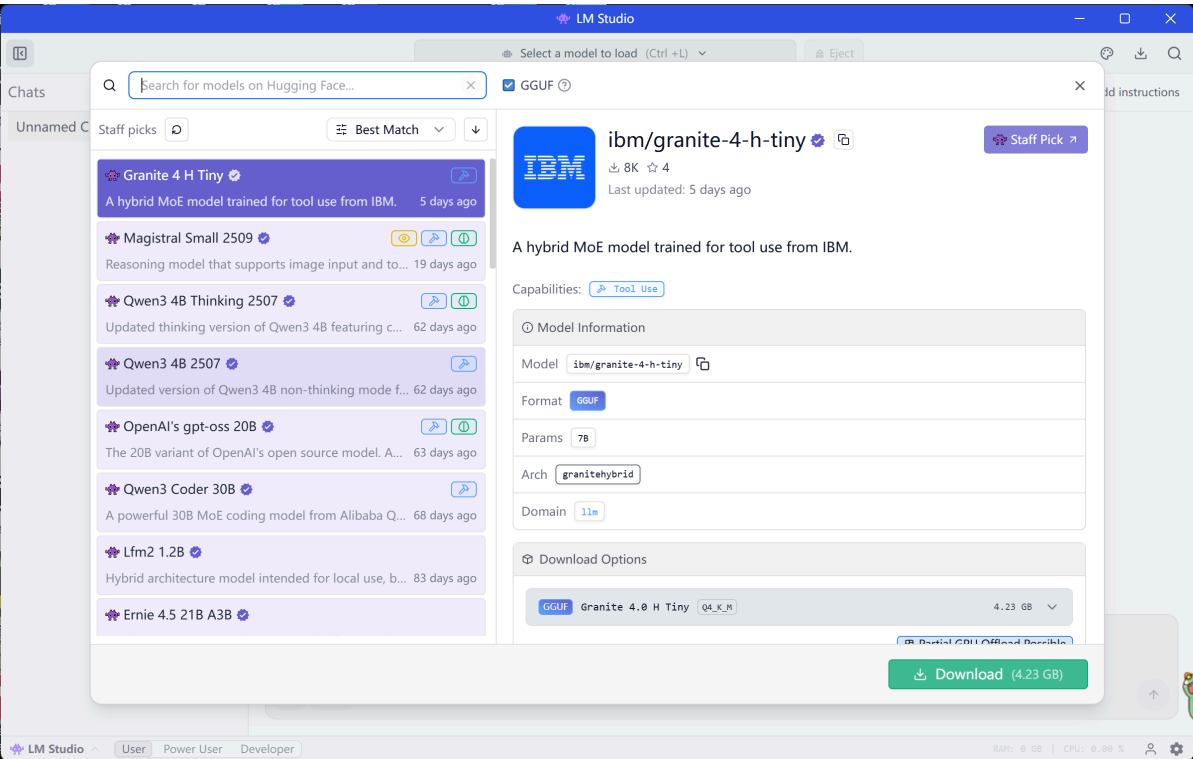 LM Studio
Select a model to load (Ctrl +L)
Eject
Chats
dd instructions
Unnamed C
Search for models on Hugging Face...
GGUF
Staff picks
Best Match
Granite 4 H Tiny
A hybrid MoE model trained for tool use from IBM. 5 days ago
Magistral Small 2509
Reasoning model that supports image input and to... 19 days ago
Qwen3 4B Thinking 2507
Updated thinking version of Qwen3 4B featuring c... 62 days ago
Qwen3 4B 2507
Updated version of Qwen3 4B non-thinking mode f... 62 days ago
OpenAI's gpt-oss 20B
The 20B variant of OpenAI's open source model. A... 63 days ago
Qwen3 Coder 30B
A powerful 30B MoE coding model from Alibaba Q... 68 days ago
Lfm2 1.2B
Hybrid architecture model intended for local use, b... 83 days ago
Ernie 4.5 21B A3B
IBM
ibm/granite-4-h-tiny
Staff Pick
8K 4
Last updated: 5 days ago
A hybrid MoE model trained for tool use from IBM.
Capabilities: Tool Use
Model Information
Model ibm/granite-4-h-tiny
Format GGUF
Params 7B
Arch granitehybrid
Domain llm
Download Options
GGUF Granite 4.0 H Tiny Q4_K_M 4.23 GB
Partial GPU Offload Possible
Download (4.23 GB)
LM Studio User Power User Developer
RAM: 0 GB | CPU: 0.00 %